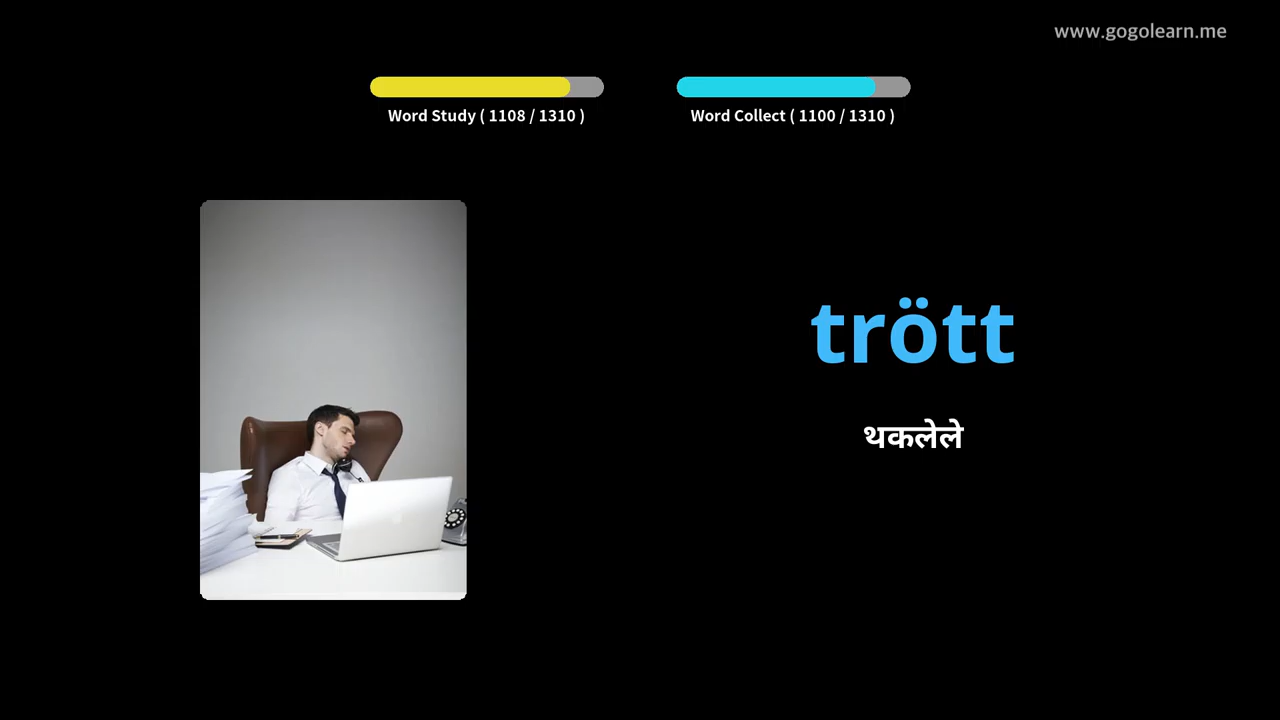 www.gogolearn.me
Word Study ( 1108 / 1310 )
Word Collect ( 1100 / 1310 )
trött
थकलेले